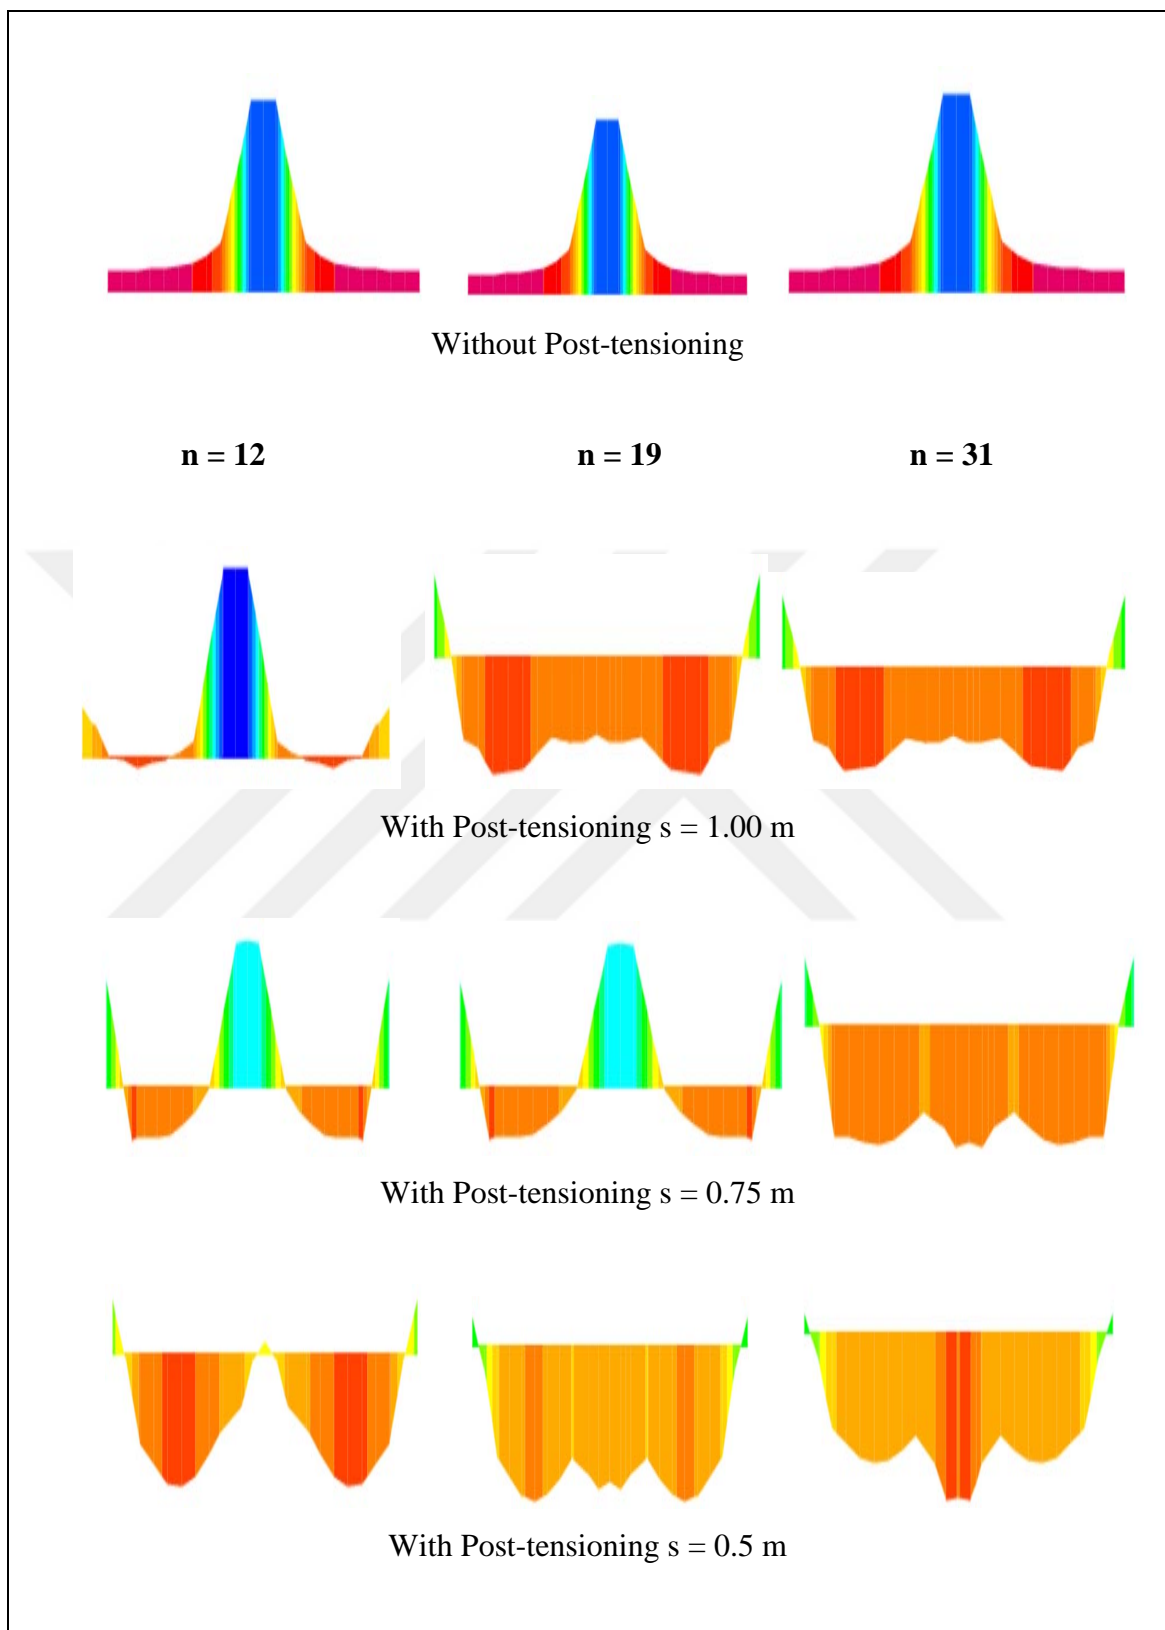 Without Post-tensioning
n = 12 n = 19 n = 31
With Post-tensioning s = 1.00 m
With Post-tensioning s = 0.75 m
With Post-tensioning s = 0.5 m